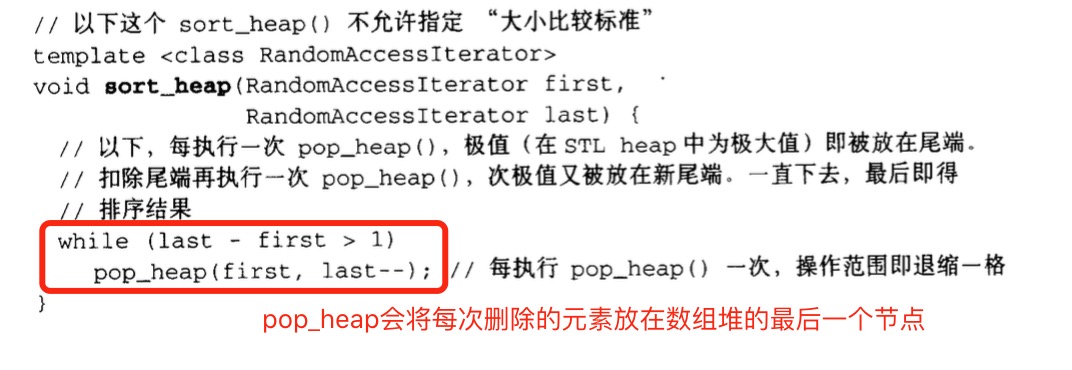 // 以下这个 sort_heap() 不允许指定 “大小比较标准”
template <class RandomAccessIterator>
void sort_heap(RandomAccessIterator first,
RandomAccessIterator last) {
// 以下，每执行一次 pop_heap()，极值（在 STL heap 中为极大值）即被放在尾端。
// 扣除尾端再执行一次 pop_heap()，次极值又被放在新尾端。一直下去，最后即得
// 排序结果
while (last - first > 1)
pop_heap(first, last--); // 每执行 pop_heap() 一次，操作范围即退缩一格
}
pop_heap会将每次删除的元素放在数组堆的最后一个节点